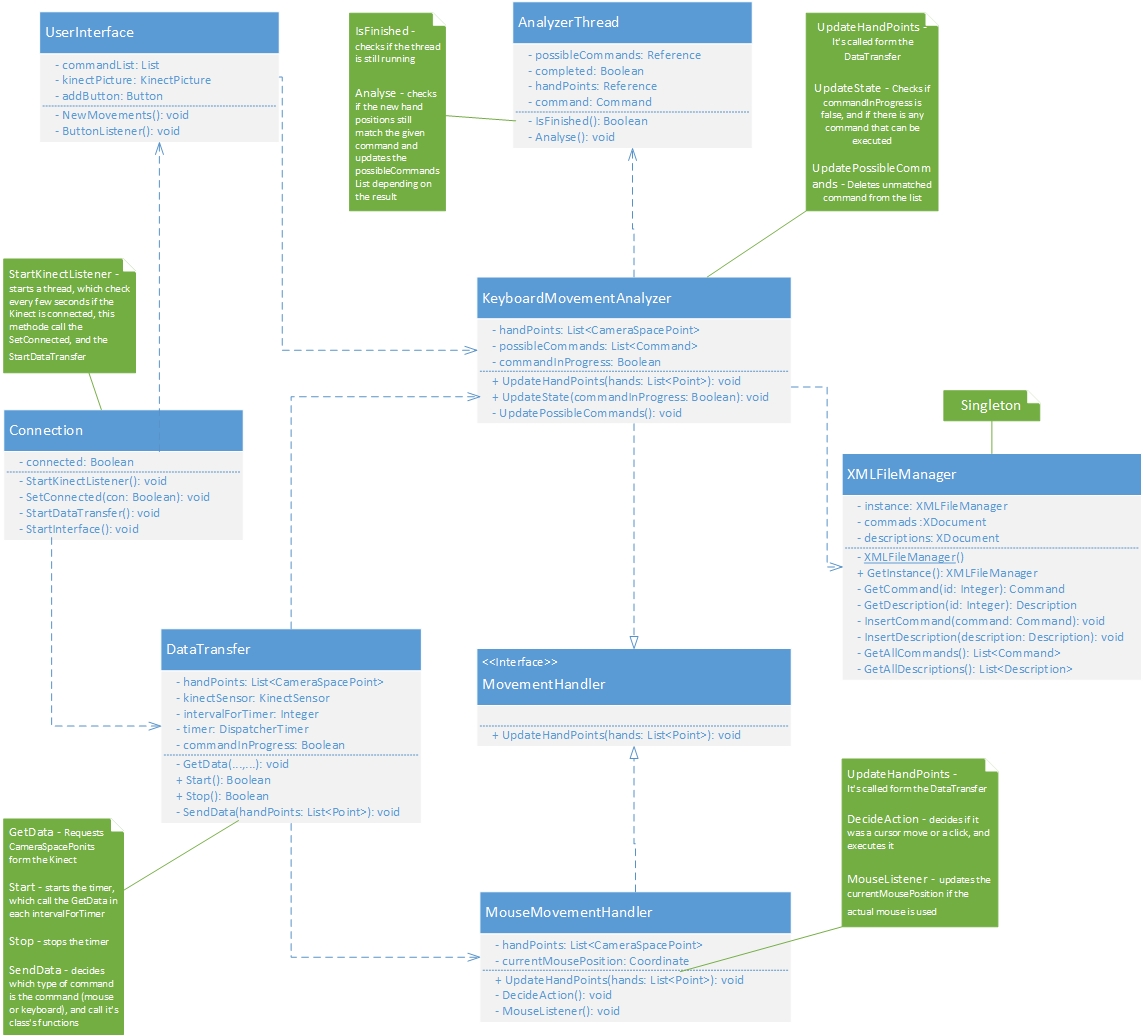 UserInterface
- commandList: List
- kinectPicture: KinectPicture
- addButton: Button
- NewMovements(): void
- ButtonListener(): void
IsFinished -
checks if the thread
is still running
Analyse - checks
if the new hand
positions still
match the given
command and
updates the
possibleCommands
List depending on
the result
AnalyzerThread
- possibleCommands: Reference
- completed: Boolean
- handPoints: Reference
- command: Command
- IsFinished(): Boolean
- Analyse(): void
UpdateHandPoints -
It's called form the
DataTransfer
UpdateState - Checks if
commandInProgress is
false, and if there is any
command that can be
executed
UpdatePossibleComm
ands - Deletes unmatched
command from the list
StartKinectListener -
starts a thread, which check
every few seconds if the
Kinect is connected, this
methode call the
SetConnected, and the
StartDataTransfer
KeyboardMovementAnalyzer
- handPoints: List<CameraSpacePoint>
- possibleCommands: List<Command>
- commandInProgress: Boolean
+ UpdateHandPoints(hands: List<Point>): void
+ UpdateState(commandInProgress: Boolean): void
- UpdatePossibleCommands(): void
Connection
- connected: Boolean
- StartKinectListener(): void
- SetConnected(con: Boolean): void
- StartDataTransfer(): void
- StartInterface(): void
Singleton
XMLFileManager
- instance: XMLFileManager
- commads :XDocument
- descriptions: XDocument
- XMLFileManager()
+ GetInstance(): XMLFileManager
- GetCommand(id: Integer): Command
- GetDescription(id: Integer): Description
- InsertCommand(command: Command): void
- InsertDescription(description: Description): void
- GetAllCommands(): List<Command>
- GetAllDescriptions(): List<Description>
DataTransfer
- handPoints: List<CameraSpacePoint>
- kinectSensor: KinectSensor
- intervalForTimer: Integer
- timer: DispatcherTimer
- commandInProgress: Boolean
- GetData(...,...): void
+ Start(): Boolean
+ Stop(): Boolean
- SendData(handPoints: List<Point>): void
<<Interface>>
MovementHandler
+ UpdateHandPoints(hands: List<Point>): void
GetData - Requests
CameraSpacePonits
form the Kinect
Start - starts the timer,
which call the GetData in
each intervalForTimer
Stop - stops the timer
SendData - decides
which type of command
is the command (mouse
or keyboard), and call it's
class's functions
UpdateHandPoints -
It's called form the DataTransfer
DecideAction - decides if it
was a cursor move or a click, and
executes it
MouseListener - updates the
currentMousePosition if the
actual mouse is used
MouseMovementHandler
- handPoints: List<CameraSpacePoint>
- currentMousePosition: Coordinate
+ UpdateHandPoints(hands: List<Point>): void
- DecideAction(): void
- MouseListener(): void